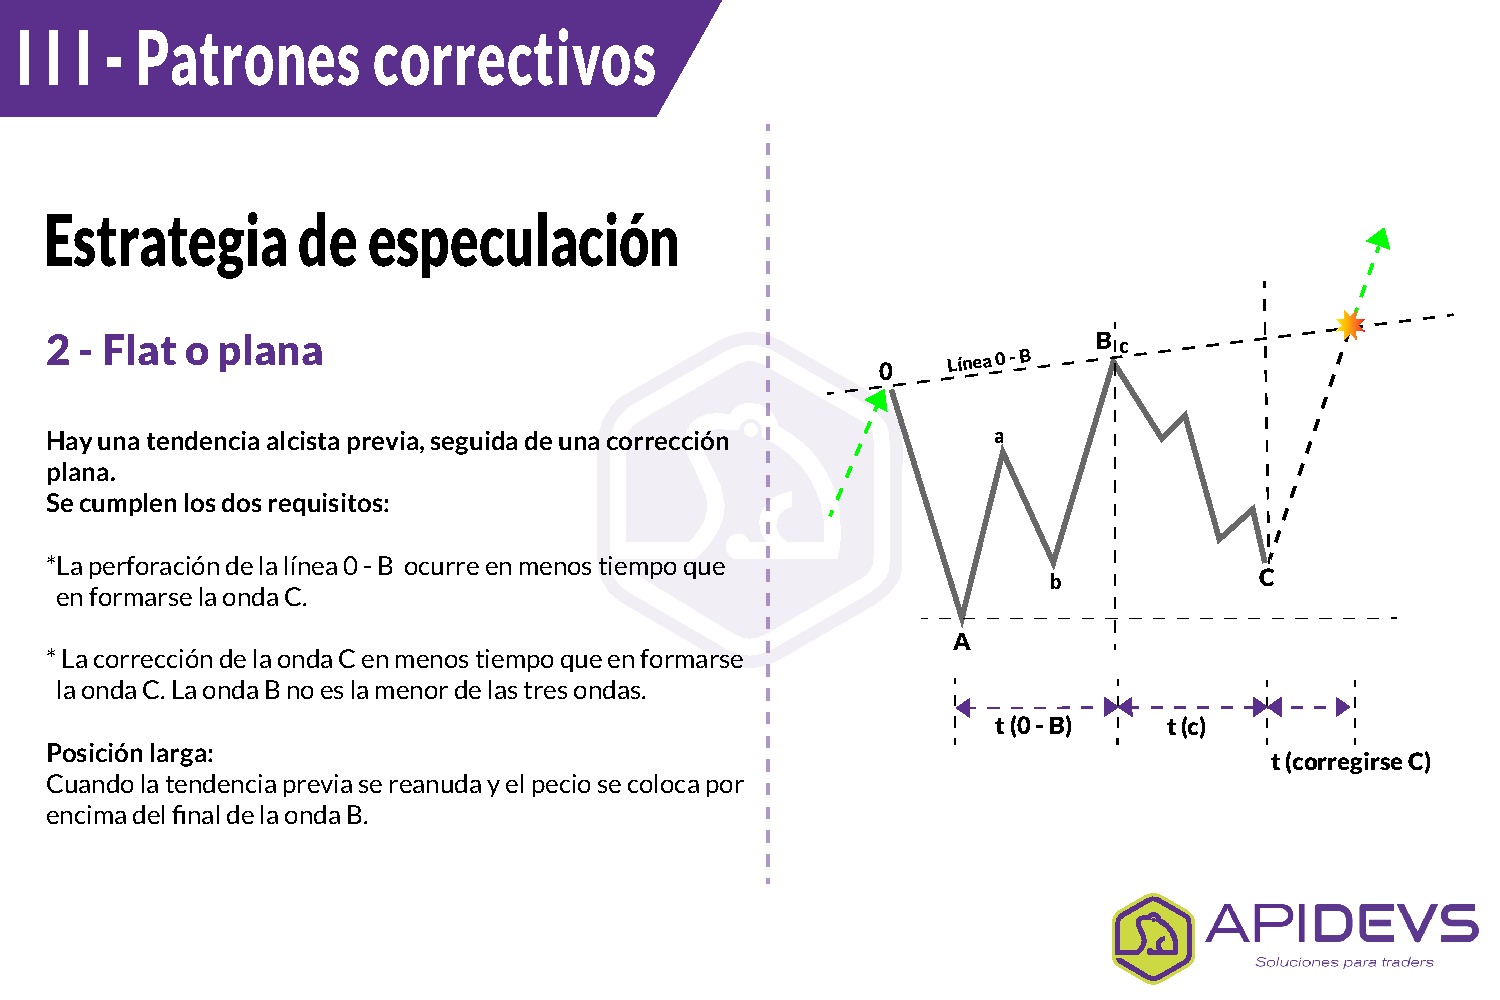 I I I - Patrones correctivos
Estrategia de especulación
2 - Flat o plana
Hay una tendencia alcista previa, seguida de una corrección
plana.
Se cumplen los dos requisitos:
*La perforación de la línea 0 - B ocurre en menos tiempo que
en formarse la onda C.
* La corrección de la onda C en menos tiempo que en formarse
la onda C. La onda B no es la menor de las tres ondas.
Posición larga:
Cuando la tendencia previa se reanuda y el pecio se coloca por
encima del final de la onda B.
0
Línea 0 - B
B c
a
b
A
C
t (0 - B)
t (c)
t (corregirse C)
APIDEVS
Soluciones para traders